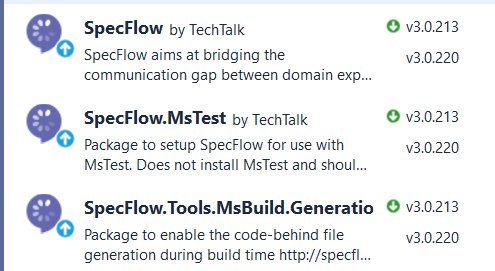 SpecFlow by TechTalk v3.0.213
SpecFlow aims at bridging the v3.0.220
communication gap between domain exp...
SpecFlow.MsTest by TechTalk v3.0.213
Package to setup SpecFlow for use with v3.0.220
MsTest. Does not install MsTest and shoul...
SpecFlow.Tools.MsBuild.Generatio v3.0.213
Package to enable the code-behind file v3.0.220
generation during build time http://specfl...